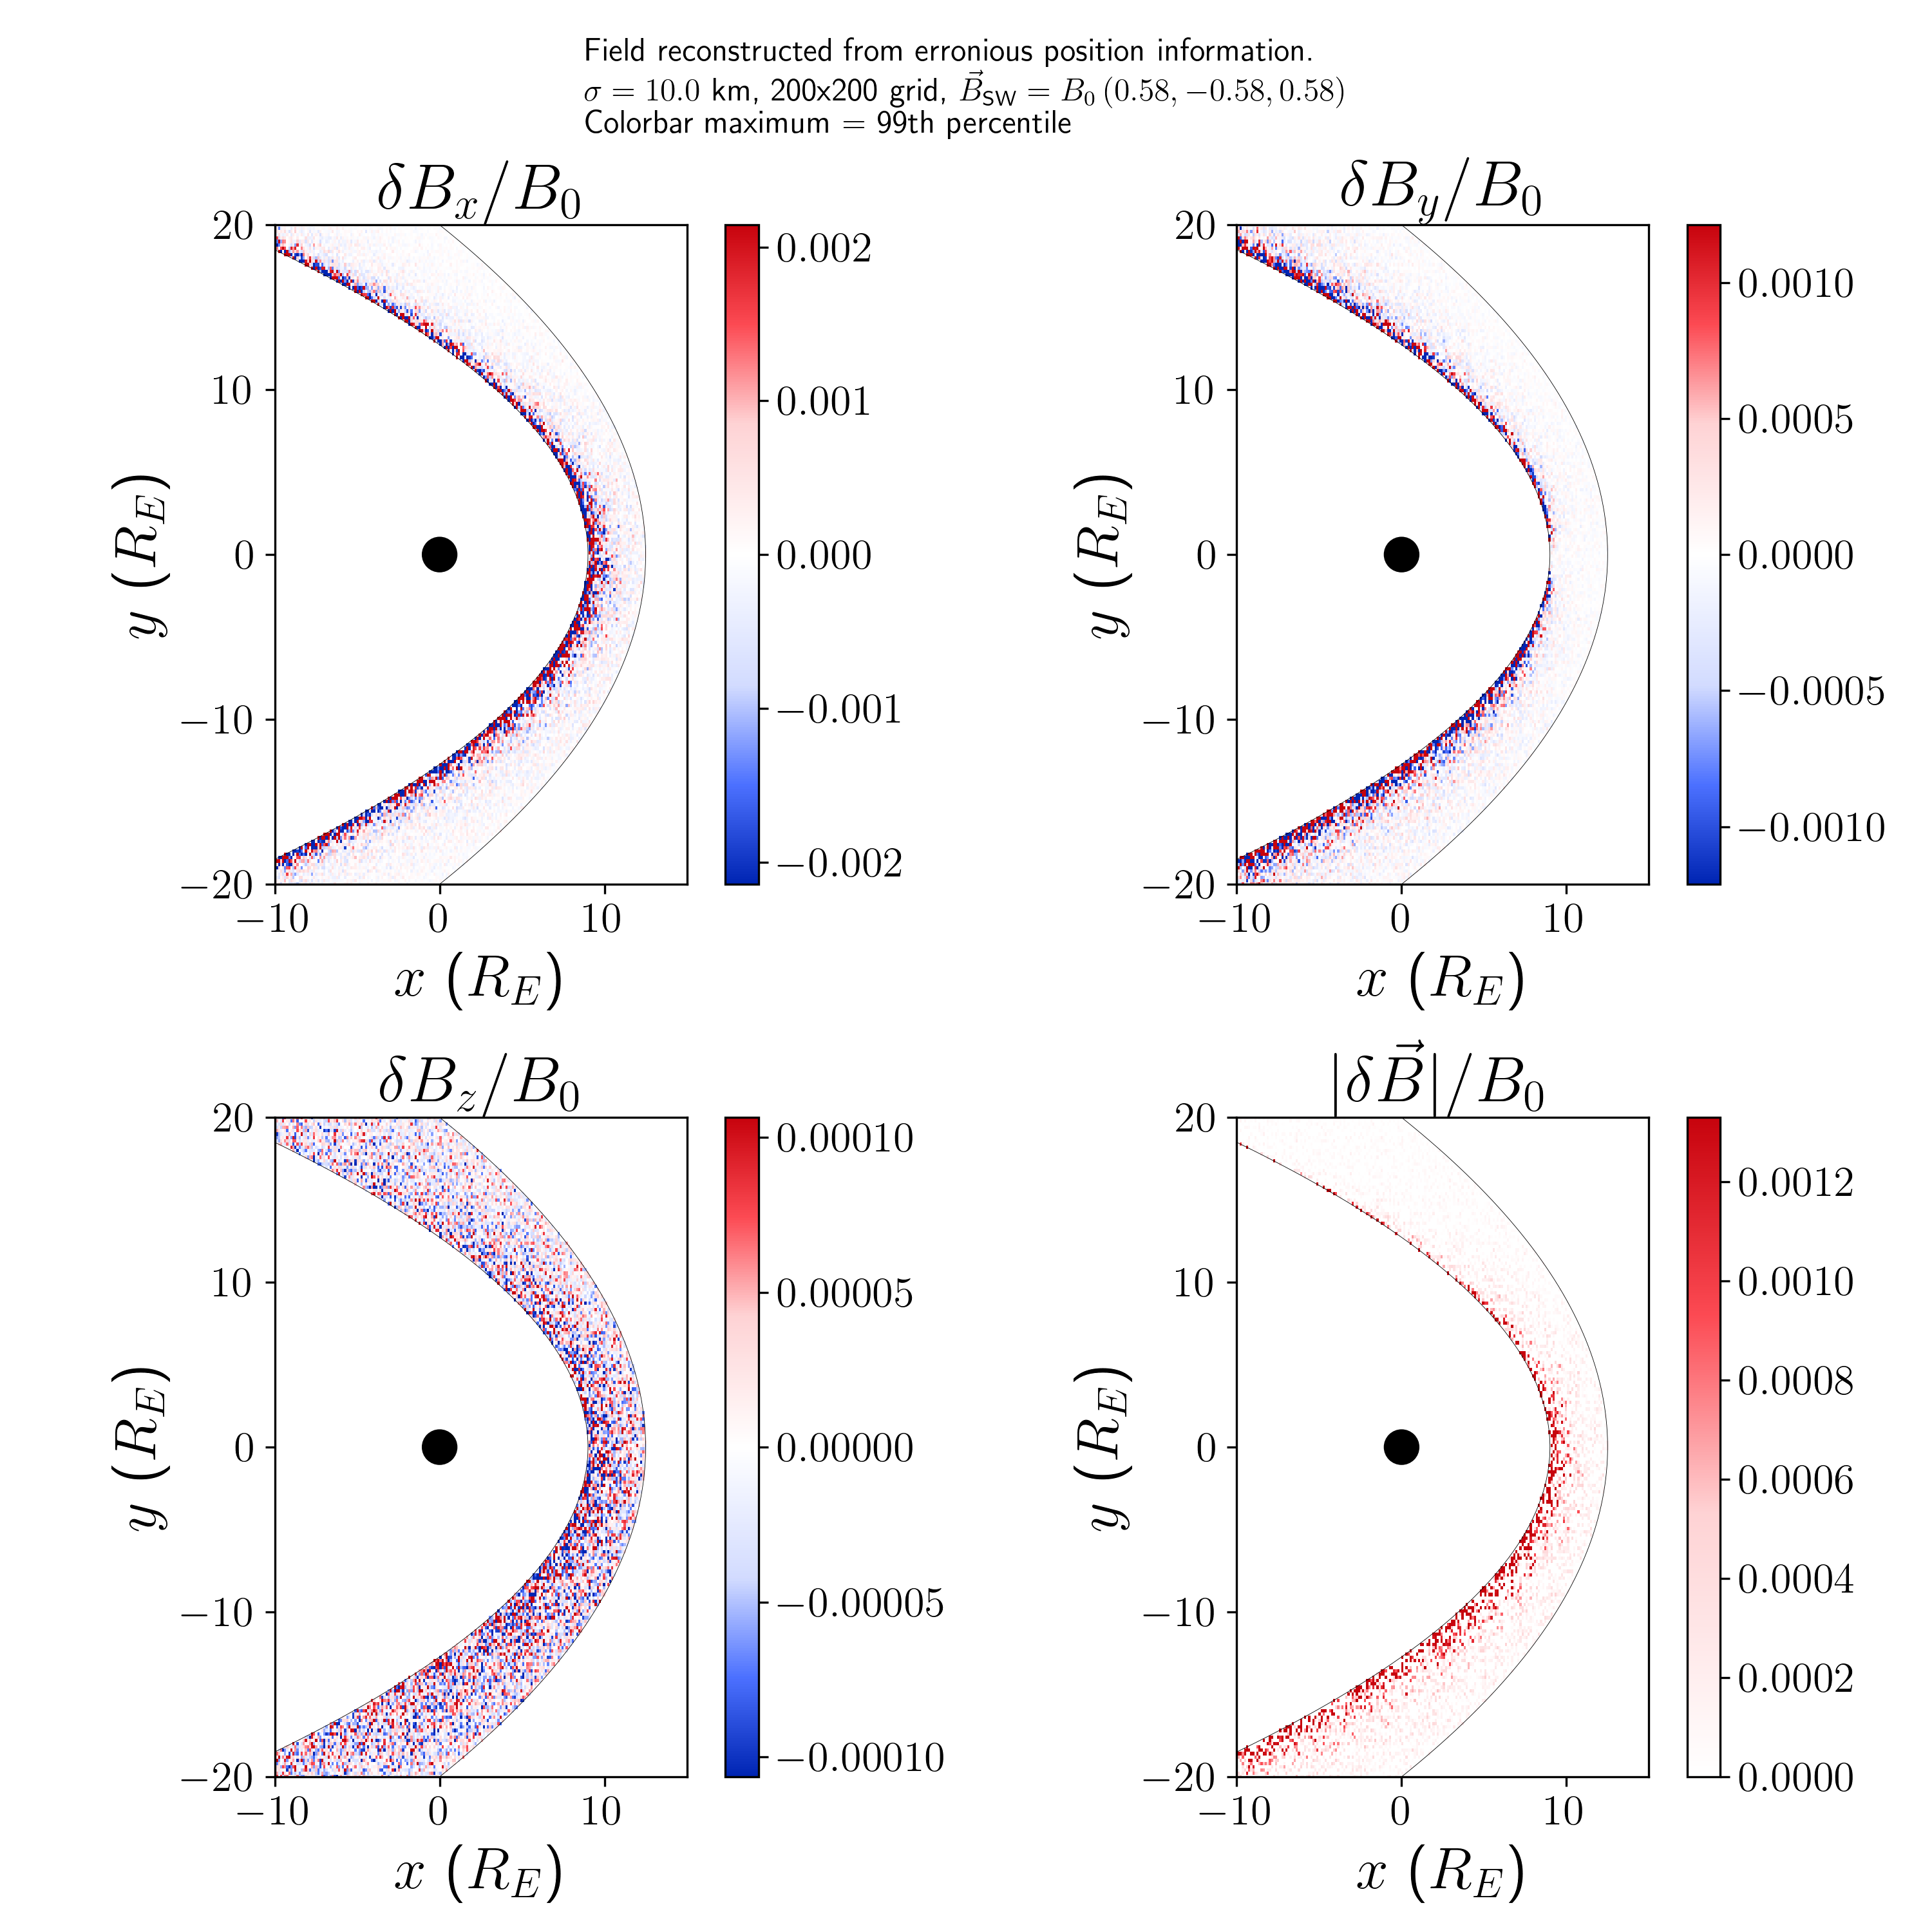 Field reconstructed from erronious position information.
σ = 10.0 km, 200x200 grid, B⃗_SW = B_0 (0.58, −0.58, 0.58)
Colorbar maximum = 99th percentile
δB_x/B_0
20
10
0
−10
−20
y (R_E)
−10 0 10
x (R_E)
0.002
0.001
0.000
−0.001
−0.002
δB_y/B_0
20
10
0
−10
−20
y (R_E)
−10 0 10
x (R_E)
0.0010
0.0005
0.0000
−0.0005
−0.0010
δB_z/B_0
20
10
0
−10
−20
y (R_E)
−10 0 10
x (R_E)
0.00010
0.00005
0.00000
−0.00005
−0.00010
|δB⃗|/B_0
20
10
0
−10
−20
y (R_E)
−10 0 10
x (R_E)
0.0012
0.0010
0.0008
0.0006
0.0004
0.0002
0.0000